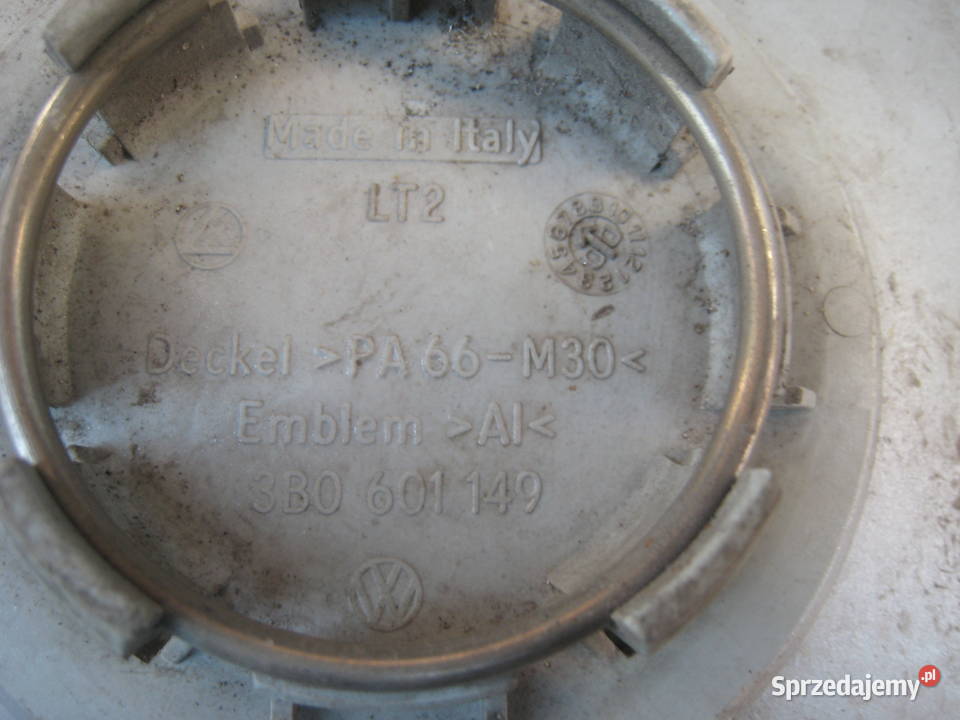 Made in Italy
LT2
Deckel >PA 66-M30<
Emblem >Al<
3B0 601 149
Sprzedajemy.pl